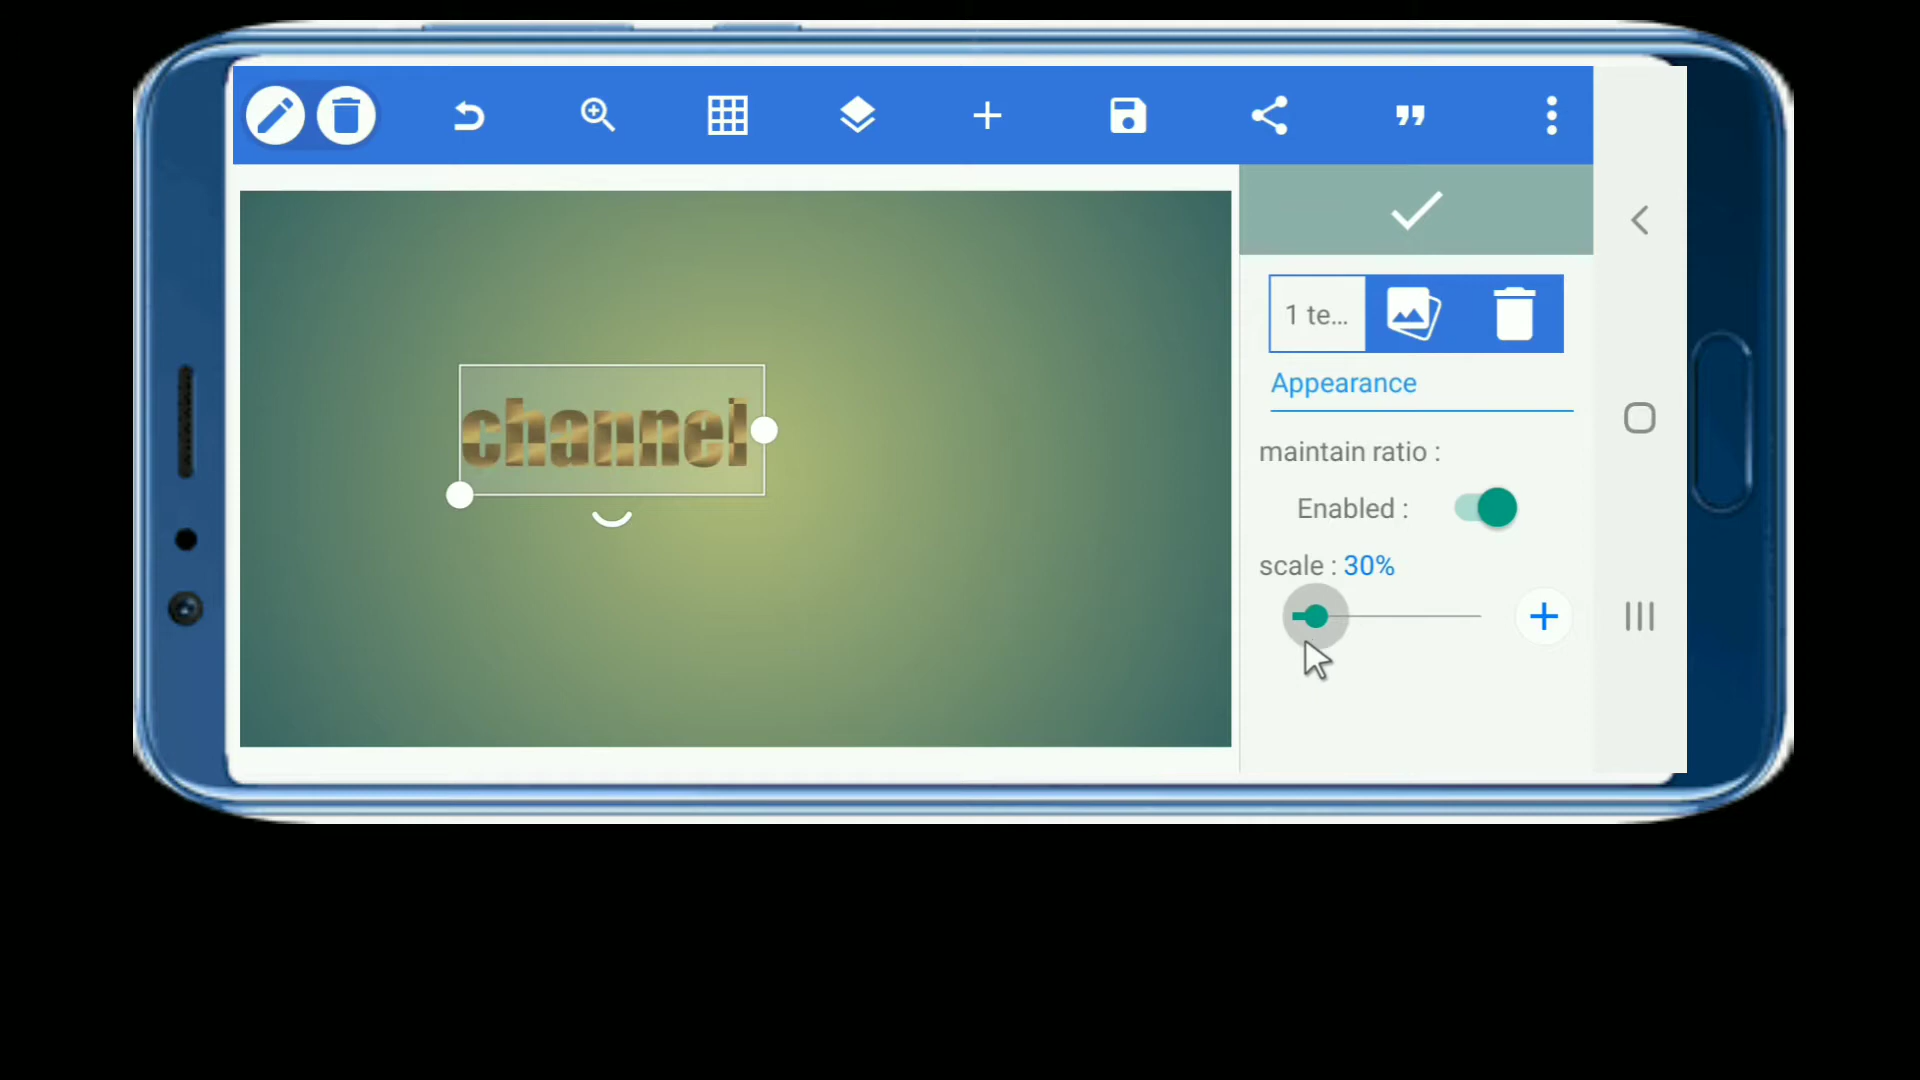 channel
1 te...
Appearance
maintain ratio :
Enabled :
scale : 30%